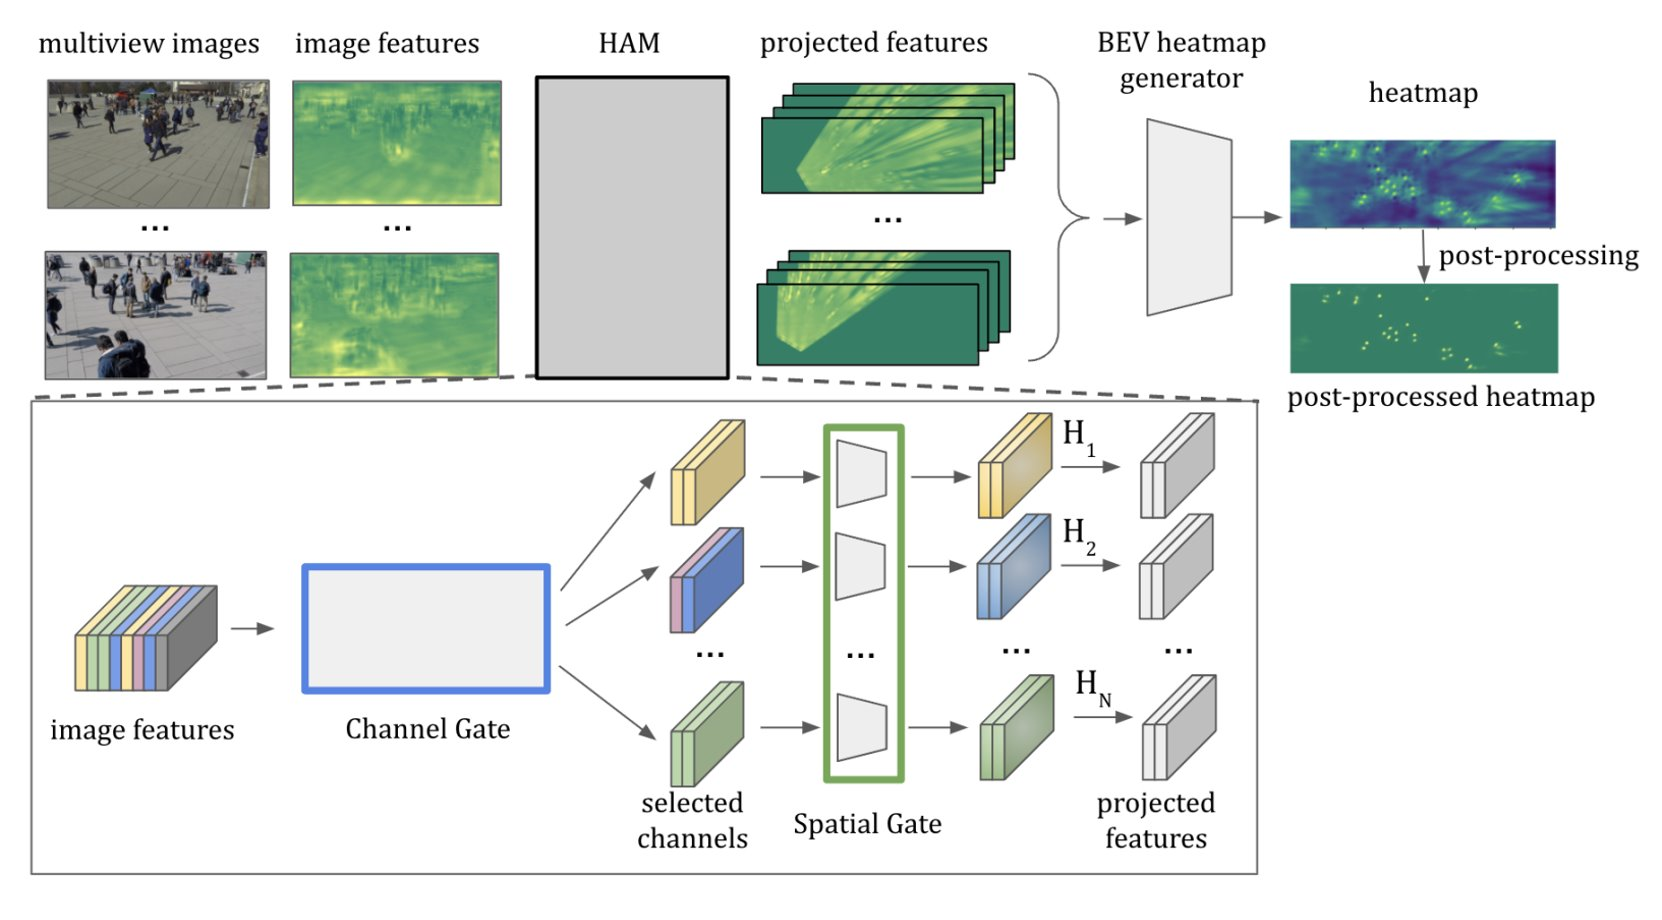 multiview images
image features
HAM
projected features
BEV heatmap
generator
heatmap
...
...
...
post-processing
post-processed heatmap
H1
H2
...
...
...
...
HN
image features
Channel Gate
selected
channels
Spatial Gate
projected
features